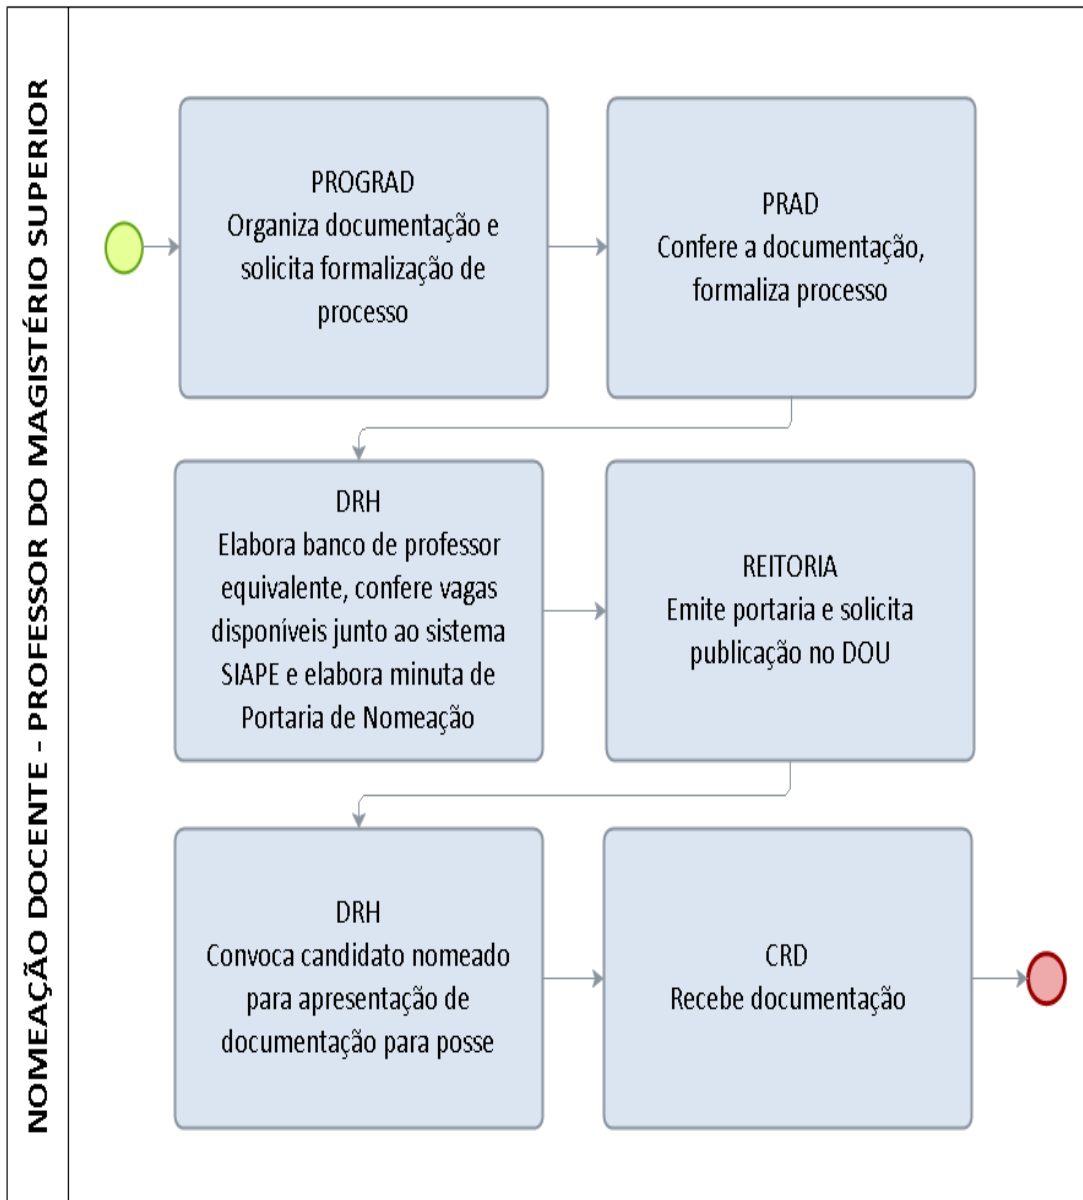 NOMEAÇÃO DOCENTE - PROFESSOR DO MAGISTÉRIO SUPERIOR
PROGRAD
Organiza documentação e
solicita formalização de
processo
PRAD
Confere a documentação,
formaliza processo
DRH
Elabora banco de professor
equivalente, confere vagas
disponíveis junto ao sistema
SIAPE e elabora minuta de
Portaria de Nomeação
REITORIA
Emite portaria e solicita
publicação no DOU
DRH
Convoca candidato nomeado
para apresentação de
documentação para posse
CRD
Recebe documentação